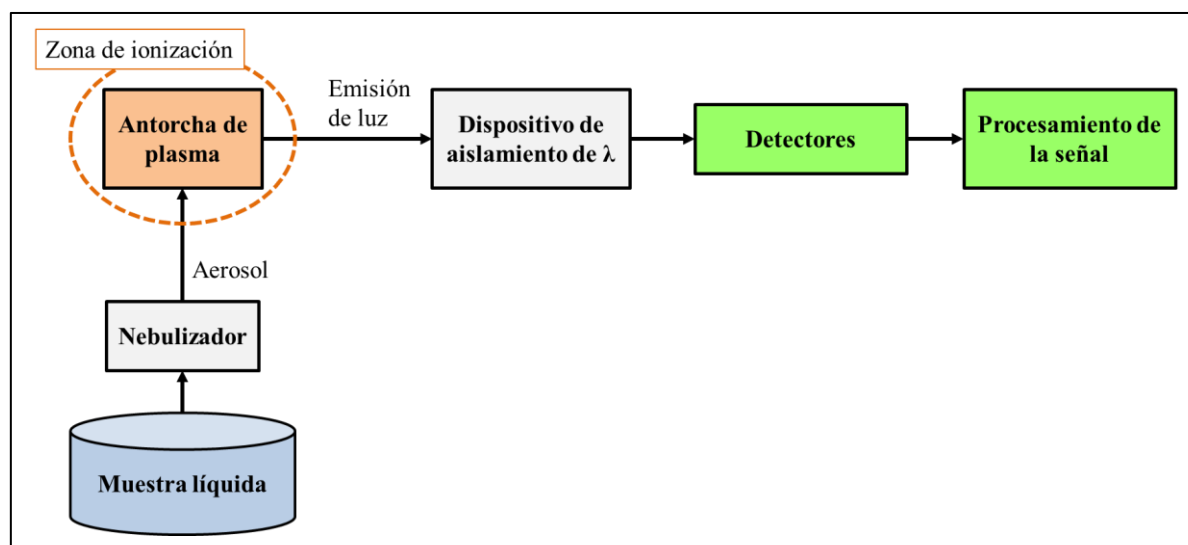 Zona de ionización
Antorcha de
plasma
Emisión
de luz
Dispositivo de
aislamiento de λ
Detectores
Procesamiento de
la señal
Aerosol
Nebulizador
Muestra líquida